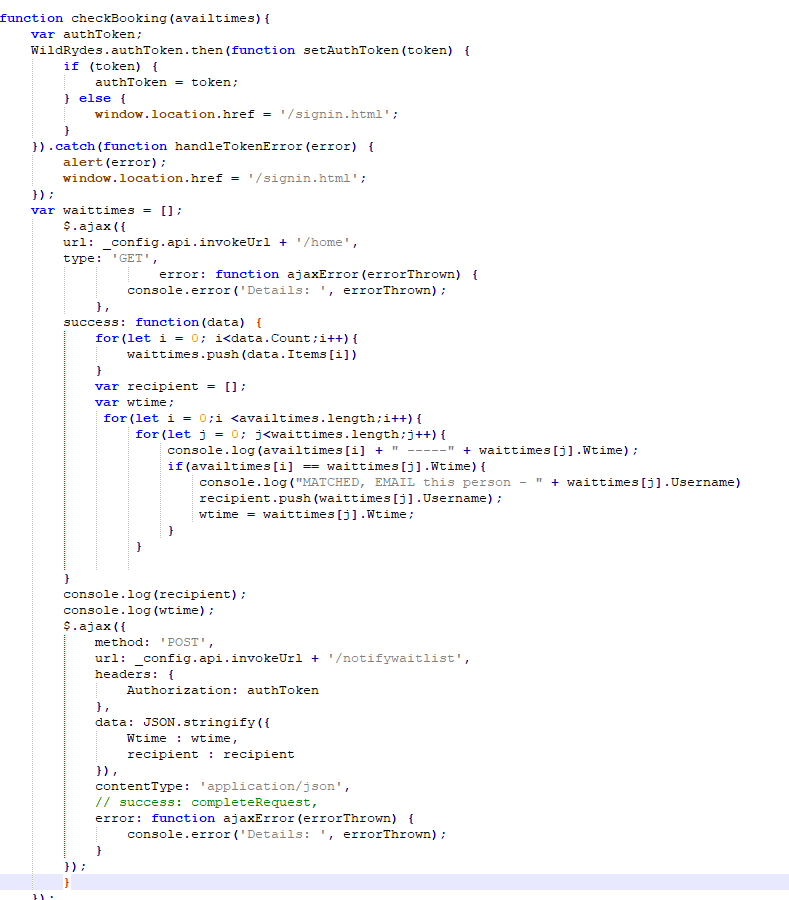 function checkBooking(availtimes){
    var authToken;
    WildRydes.authToken.then(function setAuthToken(token) {
        if (token) {
            authToken = token;
        } else {
            window.location.href = '/signin.html';
        }
    }).catch(function handleTokenError(error) {
        alert(error);
        window.location.href = '/signin.html';
    });
    var waittimes = [];
        $.ajax({
        url: _config.api.invokeUrl + '/home',
        type: 'GET',
                    error: function ajaxError(errorThrown) {
                console.error('Details: ', errorThrown);
            },
        success: function(data) {
            for(let i = 0; i<data.Count;i++){
                waittimes.push(data.Items[i])
            }
            var recipient = [];
            var wtime;
             for(let i = 0;i <availtimes.length;i++){
                 for(let j = 0; j<waittimes.length;j++){
                     console.log(availtimes[i] + " -----" + waittimes[j].Wtime);
                     if(availtimes[i] == waittimes[j].Wtime){
                         console.log("MATCHED, EMAIL this person - " + waittimes[j].Username)
                         recipient.push(waittimes[j].Username);
                         wtime = waittimes[j].Wtime;
                     }
                 }
        }
        console.log(recipient);
        console.log(wtime);
        $.ajax({
            method: 'POST',
            url: _config.api.invokeUrl + '/notifywaitlist',
            headers: {
                Authorization: authToken
            },
            data: JSON.stringify({
                Wtime : wtime,
                recipient : recipient
            }),
            contentType: 'application/json',
            // success: completeRequest,
            error: function ajaxError(errorThrown) {
                console.error('Details: ', errorThrown);
            }
        });
        }
    });